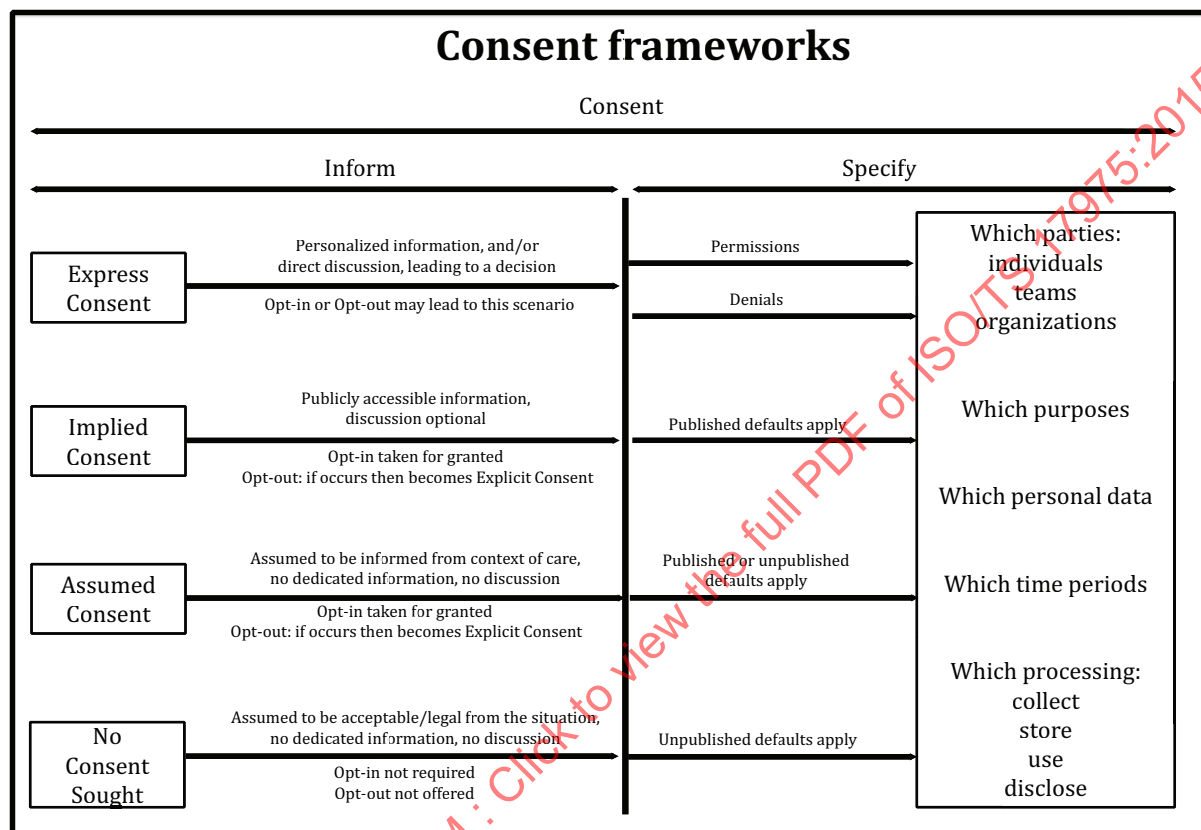 Consent frameworks
Consent
Inform
Specify
Express
Consent
Personalized information, and/or
direct discussion, leading to a decision
Opt-in or Opt-out may lead to this scenario
Permissions
Denials
Which parties:
individuals
teams
organizations
Implied
Consent
Publicly accessible information,
discussion optional
Opt-in taken for granted
Opt-out: if occurs then becomes Explicit Consent
Published defaults apply
Which purposes
Which personal data
Assumed
Consent
Assumed to be informed from context of care,
no dedicated information, no discussion
Opt-in taken for granted
Opt-out: if occurs then becomes Explicit Consent
Published or unpublished
defaults apply
Which time periods
No
Consent
Sought
Assumed to be acceptable/legal from the situation,
no dedicated information, no discussion
Opt-in not required
Opt-out not offered
Unpublished defaults apply
Which processing:
collect
store
use
disclose
: Click to view the full PDF of ISO/TS 17975:2015